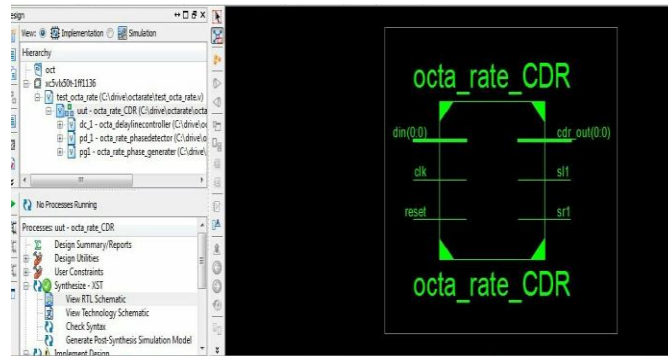 esign
View: Implementation Simulation
Hierarchy
oct
xc5vlx50t-1ff1136
test_octa_rate (C:\drive\octarate\test_octa_rate.v)
uut - octa_rate_CDR (C:\drive\octarate\octa
dc_1 - octa_delaylinecontroller (C:\drive\oc
pd_1 - octa_rate_phasedetector (C:\drive\o
pg1 - octa_rate_phase_generater (C:\drive\
No Processes Running
Processes: uut - octa_rate_CDR
Design Summary/Reports
Design Utilities
User Constraints
Synthesize - XST
View RTL Schematic
View Technology Schematic
Check Syntax
Generate Post-Synthesis Simulation Model
Implement Design
octa_rate_CDR
din(0:0) cdr_out(0:0)
clk sl1
reset sr1
octa_rate_CDR